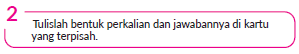 2
Tulislah bentuk perkalian dan jawabannya di kartu
yang terpisah.